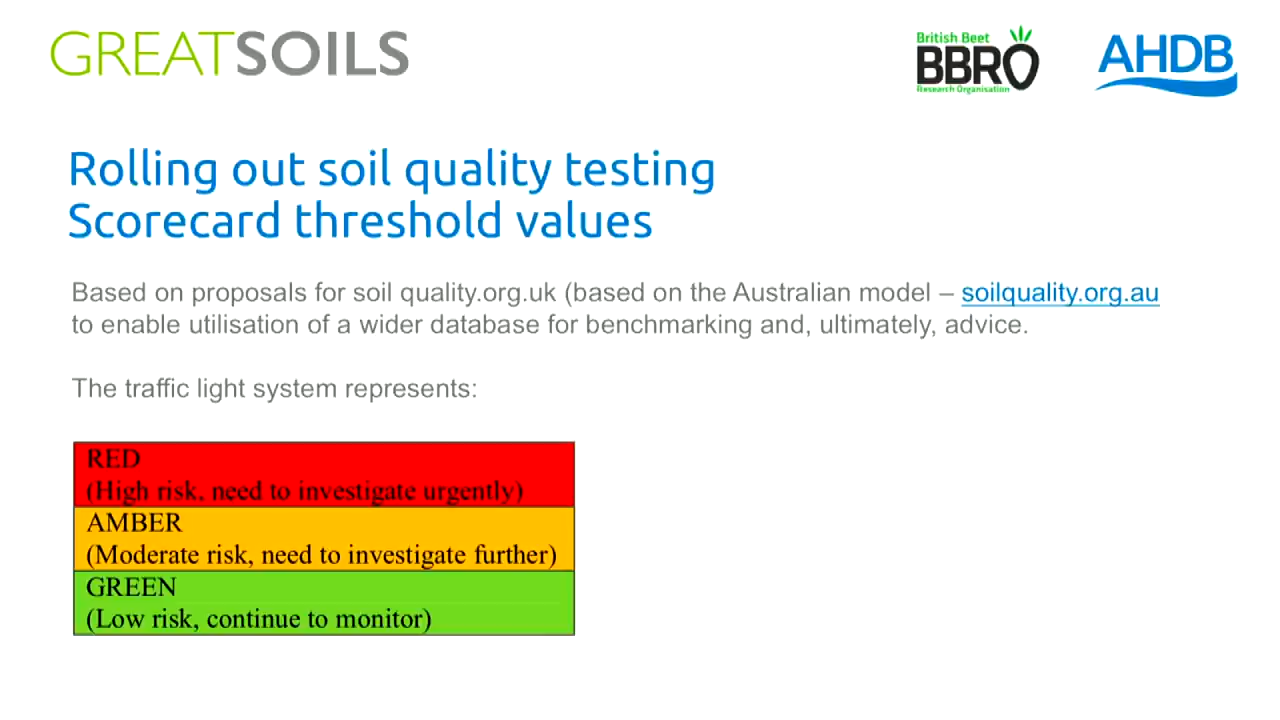 GREATSOILS
British Beet
BBRO
Research Organisation
AHDB
Rolling out soil quality testing
Scorecard threshold values
Based on proposals for soil quality.org.uk (based on the Australian model – soilquality.org.au
to enable utilisation of a wider database for benchmarking and, ultimately, advice.
The traffic light system represents:
RED
(High risk, need to investigate urgently)
AMBER
(Moderate risk, need to investigate further)
GREEN
(Low risk, continue to monitor)